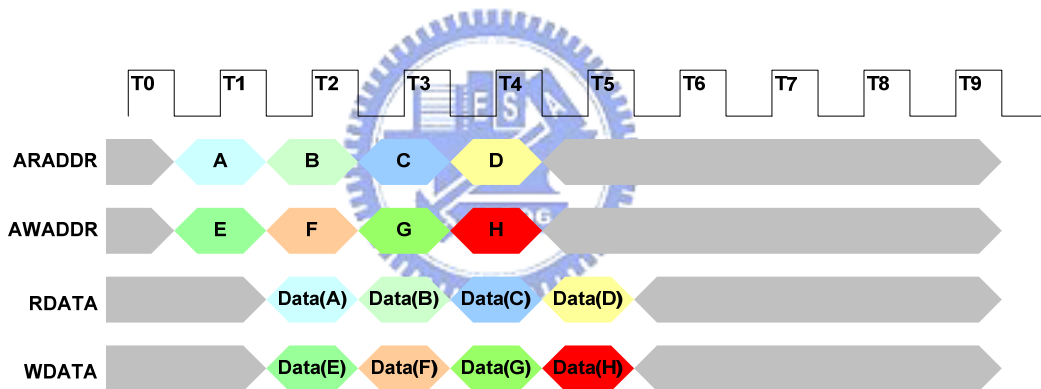 T0 T1 T2 T3 T4 T5 T6 T7 T8 T9
ARADDR A B C D
AWADDR E F G H
RDATA Data(A) Data(B) Data(C) Data(D)
WDATA Data(E) Data(F) Data(G) Data(H)